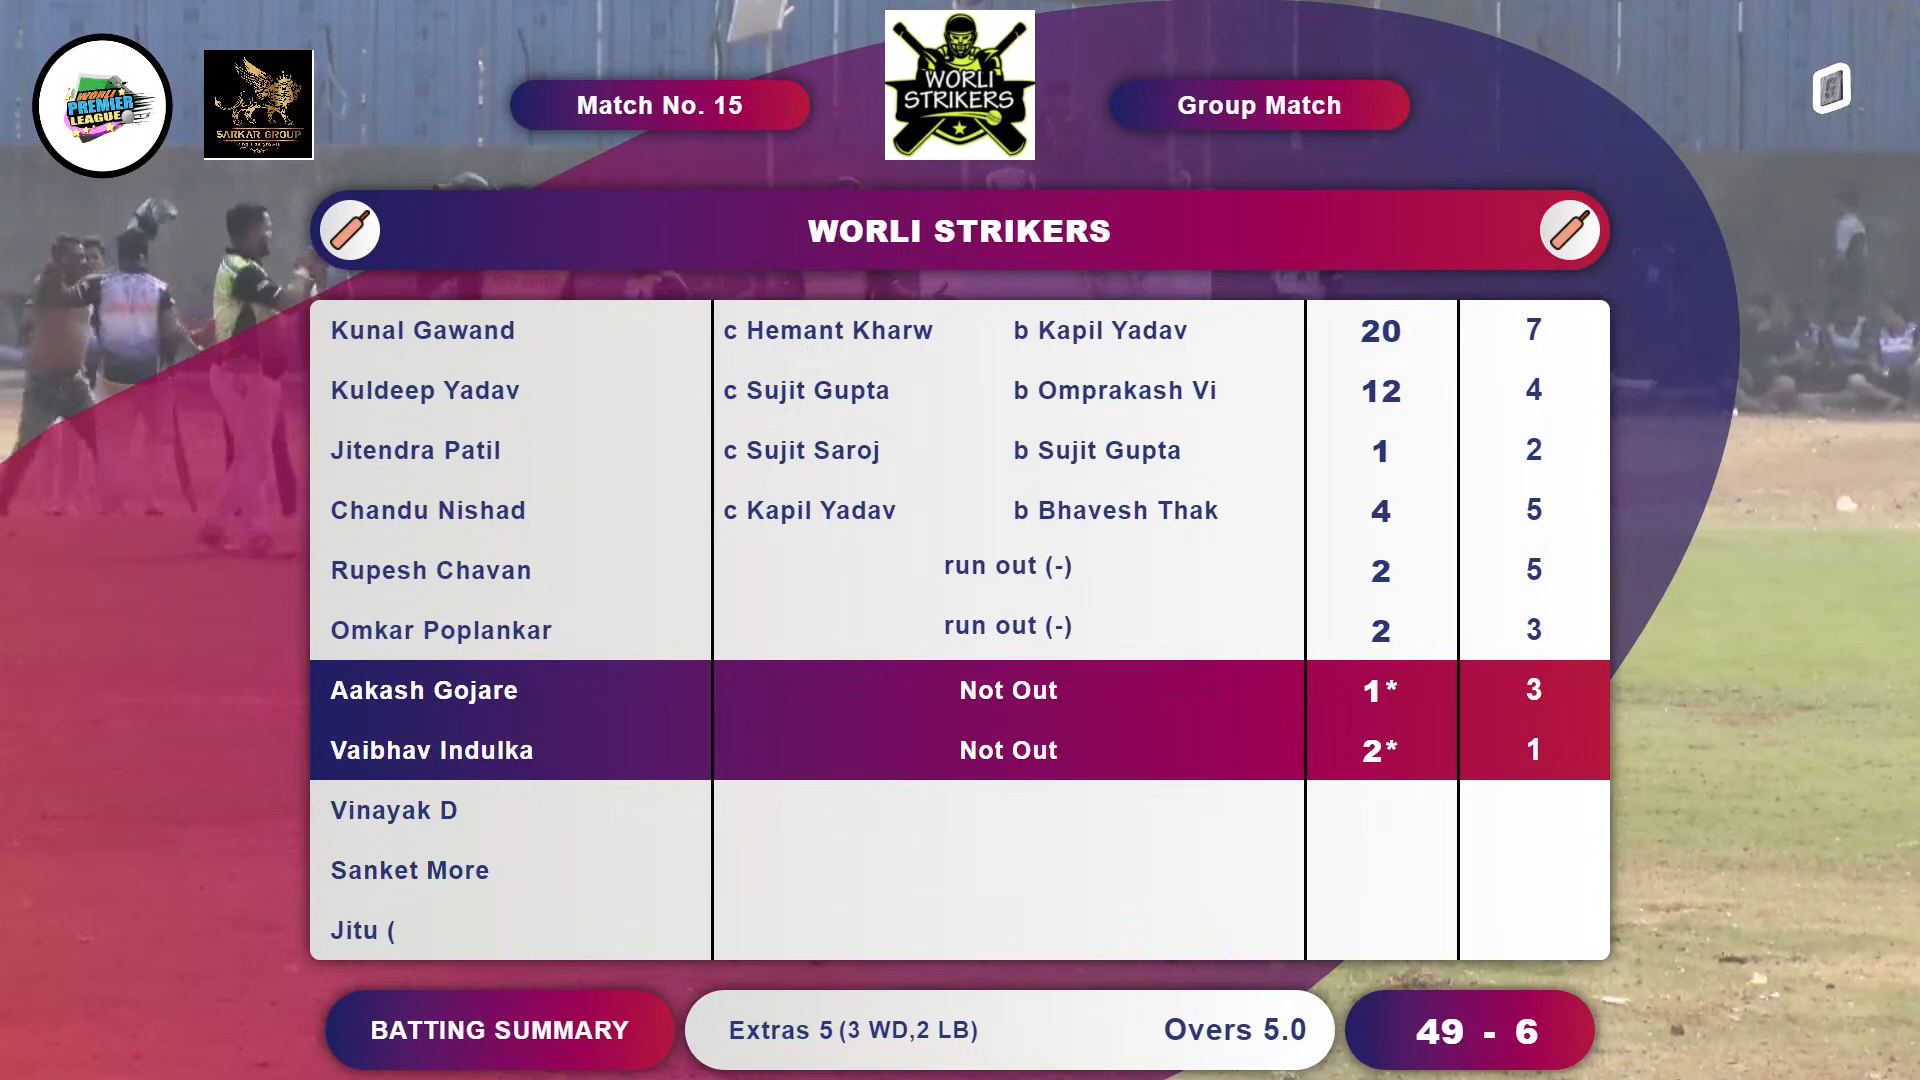 WORLI
PREMIER
LEAGUE
SARKAR GROUP
Match No. 15
WORLI
STRIKERS
Group Match
WORLI STRIKERS
Kunal Gawand c Hemant Kharw b Kapil Yadav 20 7
Kuldeep Yadav c Sujit Gupta b Omprakash Vi 12 4
Jitendra Patil c Sujit Saroj b Sujit Gupta 1 2
Chandu Nishad c Kapil Yadav b Bhavesh Thak 4 5
Rupesh Chavan run out (-) 2 5
Omkar Poplankar run out (-) 2 3
Aakash Gojare Not Out 1* 3
Vaibhav Indulka Not Out 2* 1
Vinayak D
Sanket More
Jitu (
BATTING SUMMARY Extras 5 (3 WD,2 LB) Overs 5.0 49 - 6